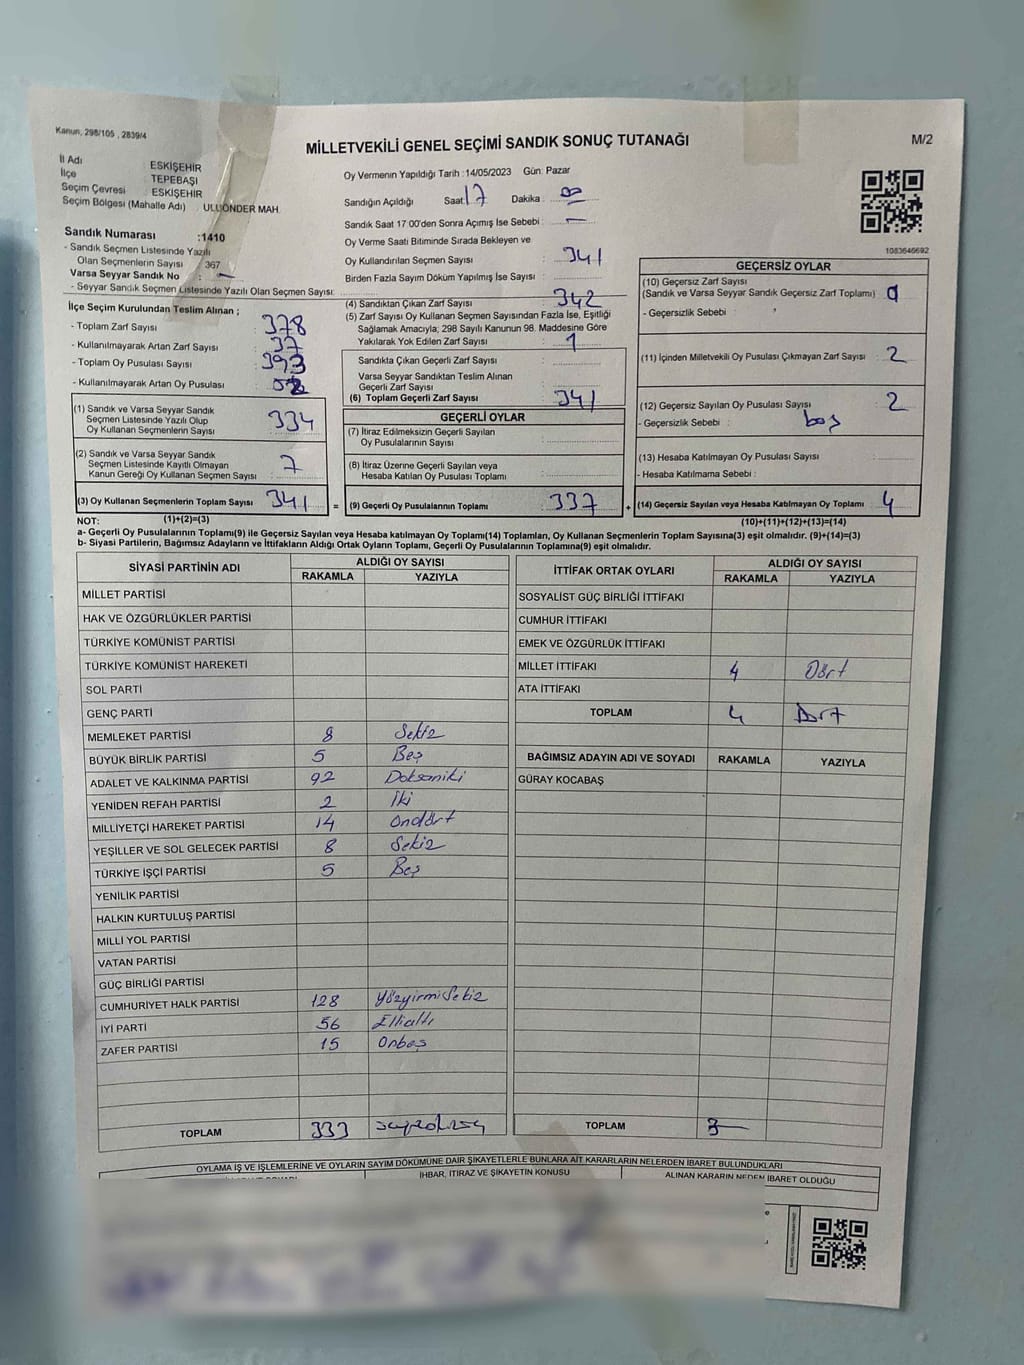 Kanun, 298/105 , 2839/4
MİLLETVEKİLİ GENEL SEÇİMİ SANDIK SONUÇ TUTANAĞI
M/2
İl Adı : ESKİŞEHİR
İlçe : TEPEBAŞI
Seçim Çevresi : ESKİŞEHİR
Seçim Bölgesi (Mahalle Adı) : ULUÖNDER MAH.
Sandık Numarası :1410
- Sandık Seçmen Listesinde Yazılı
Olan Seçmenlerin Sayısı : 367
Varsa Seyyar Sandık No : -
- Seyyar Sandık Seçmen Listesinde Yazılı Olan Seçmen Sayısı:
Oy Vermenin Yapıldığı Tarih :14/05/2023 Gün: Pazar
Sandığın Açıldığı Saat 17 Dakika
Sandık Saat 17 00'den Sonra Açılmış İse Sebebi : -
Oy Verme Saati Bitiminde Sırada Bekleyen ve
Oy Kullandırılan Seçmen Sayısı : 341
Birden Fazla Sayım Döküm Yapılmış İse Sayısı :
(4) Sandıktan Çıkan Zarf Sayısı : 342
(5) Zarf Sayısı Oy Kullanan Seçmen Sayısından Fazla İse, Eşitliği
Sağlamak Amacıyla; 298 Sayılı Kanunun 98. Maddesine Göre
Yakılarak Yok Edilen Zarf Sayısı : 1
Sandıkta Çıkan Geçerli Zarf Sayısı :
Varsa Seyyar Sandıktan Teslim Alınan
Geçerli Zarf Sayısı :
(6) Toplam Geçerli Zarf Sayısı : 341
İlçe Seçim Kurulundan Teslim Alınan ;
- Toplam Zarf Sayısı : 378
- Kullanılmayarak Artan Zarf Sayısı : 37
- Toplam Oy Pusulası Sayısı : 393
- Kullanılmayarak Artan Oy Pusulası :
(1) Sandık ve Varsa Seyyar Sandık
Seçmen Listesinde Yazılı Olup
Oy Kullanan Seçmenlerin Sayısı : 334
(2) Sandık ve Varsa Seyyar Sandık
Seçmen Listesinde Kayıtlı Olmayan
Kanun Gereği Oy Kullanan Seçmen Sayısı : 7
(3) Oy Kullanan Seçmenlerin Toplam Sayısı : 341 =
(1)+(2)=(3)
GEÇERLİ OYLAR
(7) İtiraz Edilmeksizin Geçerli Sayılan
Oy Pusulalarının Sayısı :
(8) İtiraz Üzerine Geçerli Sayılan veya
Hesaba Katılan Oy Pusulası Toplamı :
(9) Geçerli Oy Pusulalarının Toplamı : 337 +
1083646692
GEÇERSİZ OYLAR
(10) Geçersiz Zarf Sayısı
(Sandık ve Varsa Seyyar Sandık Geçersiz Zarf Toplamı) :
- Geçersizlik Sebebi :
(11) İçinden Milletvekili Oy Pusulası Çıkmayan Zarf Sayısı : 2
(12) Geçersiz Sayılan Oy Pusulası Sayısı : 2
- Geçersizlik Sebebi : boş
(13) Hesaba Katılmayan Oy Pusulası Sayısı :
- Hesaba Katılmama Sebebi :
(14) Geçersiz Sayılan veya Hesaba Katılmayan Oy Toplamı : 4
(10)+(11)+(12)+(13)=(14)
NOT:
a- Geçerli Oy Pusulalarının Toplamı(9) ile Geçersiz Sayılan veya Hesaba katılmayan Oy Toplamı(14) Toplamları, Oy Kullanan Seçmenlerin Toplam Sayısına(3) eşit olmalıdır. (9)+(14)=(3)
b- Siyasi Partilerin, Bağımsız Adayların ve İttifakların Aldığı Ortak Oyların Toplamı, Geçerli Oy Pusulalarının Toplamına(9) eşit olmalıdır.
SİYASİ PARTİNİN ADI ALDIĞI OY SAYISI
RAKAMLA YAZIYLA
MİLLET PARTİSİ
HAK VE ÖZGÜRLÜKLER PARTİSİ
TÜRKİYE KOMÜNİST PARTİSİ
TÜRKİYE KOMÜNİST HAREKETİ
SOL PARTİ
GENÇ PARTİ
MEMLEKET PARTİSİ 8 Sekiz
BÜYÜK BİRLİK PARTİSİ 5 Beş
ADALET VE KALKINMA PARTİSİ 92 Doksaniki
YENİDEN REFAH PARTİSİ 2 İki
MİLLİYETÇİ HAREKET PARTİSİ 14 Ondört
YEŞİLLER VE SOL GELECEK PARTİSİ 8 Sekiz
TÜRKİYE İŞÇİ PARTİSİ 5 Beş
YENİLİK PARTİSİ
HALKIN KURTULUŞ PARTİSİ
MİLLİ YOL PARTİSİ
VATAN PARTİSİ
GÜÇ BİRLİĞİ PARTİSİ
CUMHURİYET HALK PARTİSİ 128 YüzyirmiSekiz
İYİ PARTİ 56 Ellialtı
ZAFER PARTİSİ 15 Onbeş
TOPLAM 333
İTTİFAK ORTAK OYLARI ALDIĞI OY SAYISI
RAKAMLA YAZIYLA
SOSYALİST GÜÇ BİRLİĞİ İTTİFAKI
CUMHUR İTTİFAKI
EMEK VE ÖZGÜRLÜK İTTİFAKI
MİLLET İTTİFAKI 4 Dört
ATA İTTİFAKI
TOPLAM 4 Dört
BAĞIMSIZ ADAYIN ADI VE SOYADI RAKAMLA YAZIYLA
GÜRAY KOCABAŞ
TOPLAM
OYLAMA İŞ VE İŞLEMLERİNE VE OYLARIN SAYIM DÖKÜMÜNE DAİR ŞİKAYETLERLE BUNLARA AİT KARARLARIN NELERDEN İBARET BULUNDUKLARI
İHBAR, İTİRAZ VE ŞİKAYETİN KONUSU
ALINAN KARARIN NEDEN İBARET OLDUĞU